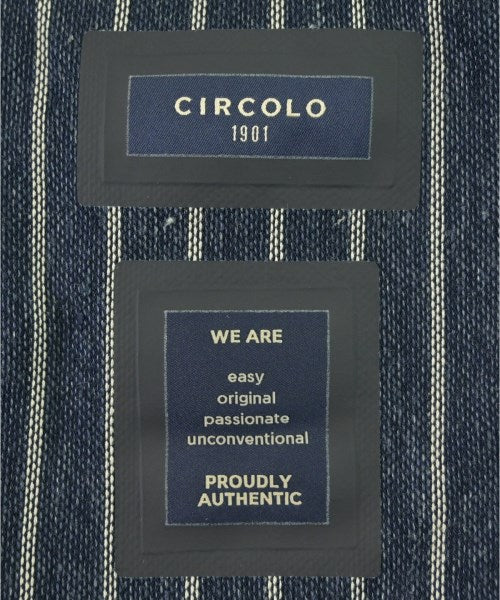 CIRCOLO
1901
WE ARE
easy
original
passionate
unconventional
PROUDLY
AUTHENTIC